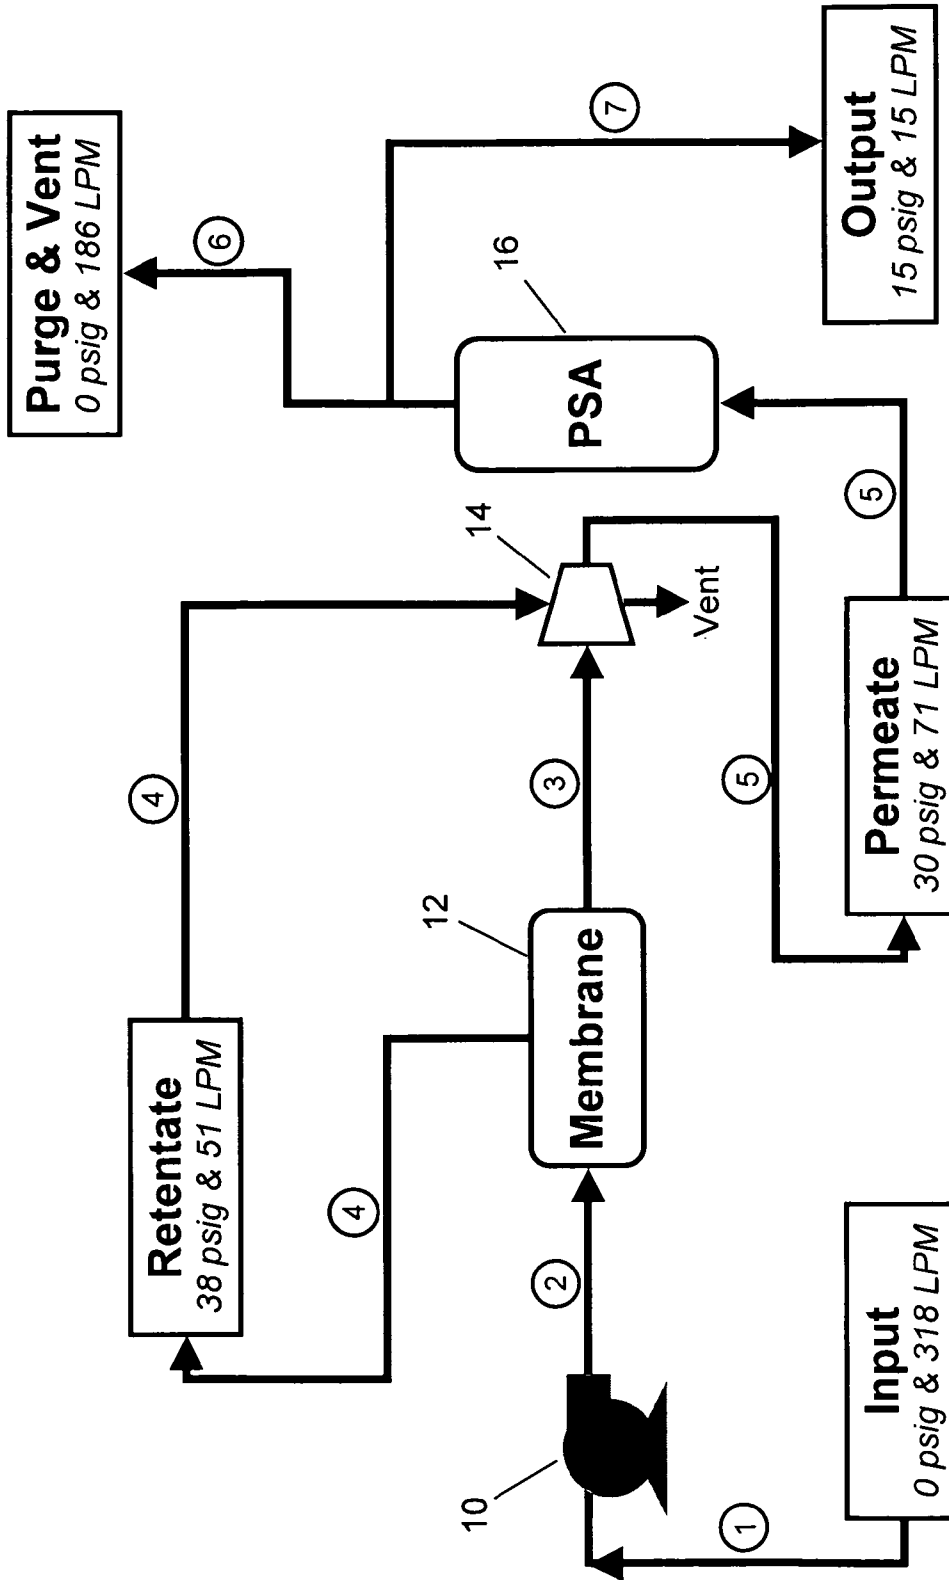 Purge & Vent
0 psig & 186 LPM
6
7
Output
15 psig & 15 LPM
16
PSA
5
14
Vent
4
3
5
Permeate
30 psig & 71 LPM
12
Membrane
Retentate
38 psig & 51 LPM
4
2
10
1
Input
0 psig & 318 LPM